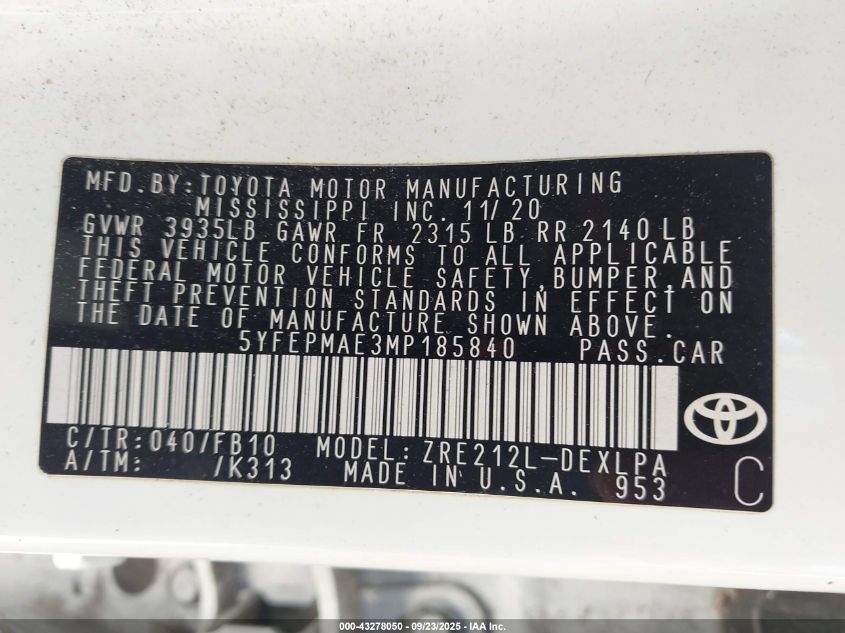 MFD.BY:TOYOTA MOTOR MANUFACTURING
MISSISSIPPI INC. 11/20
GVWR 3935LB GAWR FR 2315 LB RR 2140 LB
THIS VEHICLE CONFORMS TO ALL APPLICABLE
FEDERAL MOTOR VEHICLE SAFETY, BUMPER, AND
THEFT PREVENTION STANDARDS IN EFFECT ON
THE DATE OF MANUFACTURE SHOWN ABOVE.
5YFEPMAE3MP185840 PASS.CAR
C/TR:040/FB10 MODEL:ZRE212L-DEXLPA
A/TM: /K313 MADE IN U.S.A. 953
C
000-43278050 - 09/23/2025 - IAA Inc.